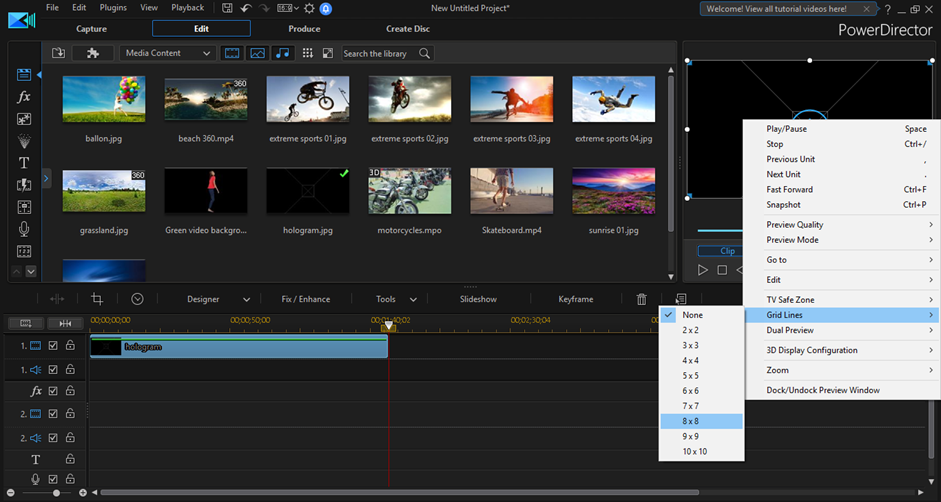 File Edit Plugins View Playback
16:9
New Untitled Project*
Welcome! View all tutorial videos here!
Capture Edit Produce Create Disc
PowerDirector
Media Content
Search the library
360
ballon.jpg beach 360.mp4 extreme sports 01.jpg extreme sports 02.jpg extreme sports 03.jpg extreme sports 04.jpg
360 3D
grassland.jpg Green video backgro... hologram.jpg motorcycles.mpo Skateboard.mp4 sunrise 01.jpg
Clip
Play/Pause Space
Stop Ctrl+/
Previous Unit ,
Next Unit .
Fast Forward Ctrl+F
Snapshot Ctrl+P
Preview Quality
Preview Mode
Go to
Edit
TV Safe Zone
Grid Lines
Dual Preview
3D Display Configuration
Zoom
Dock/Undock Preview Window
Designer Fix / Enhance Tools Slideshow Keyframe
None
2 x 2
3 x 3
4 x 4
5 x 5
6 x 6
7 x 7
8 x 8
9 x 9
10 x 10
00;00;00;00 00;00;50;00 00;01;40;02 00;02;30;04
1. hologram
1.
fx
2.
2.
T